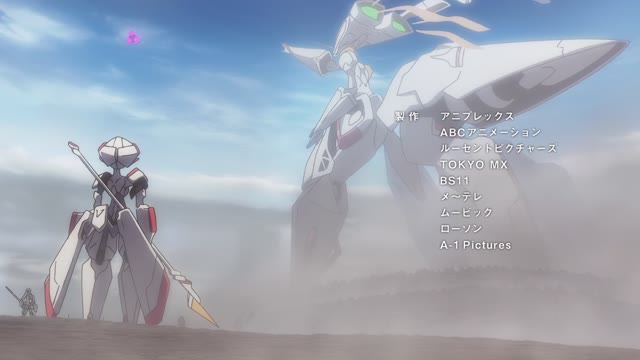 製作 アニプレックス
ABCアニメーション
ルーセントピクチャーズ
TOKYO MX
BS11
メ〜テレ
ムービック
ローソン
A-1 Pictures